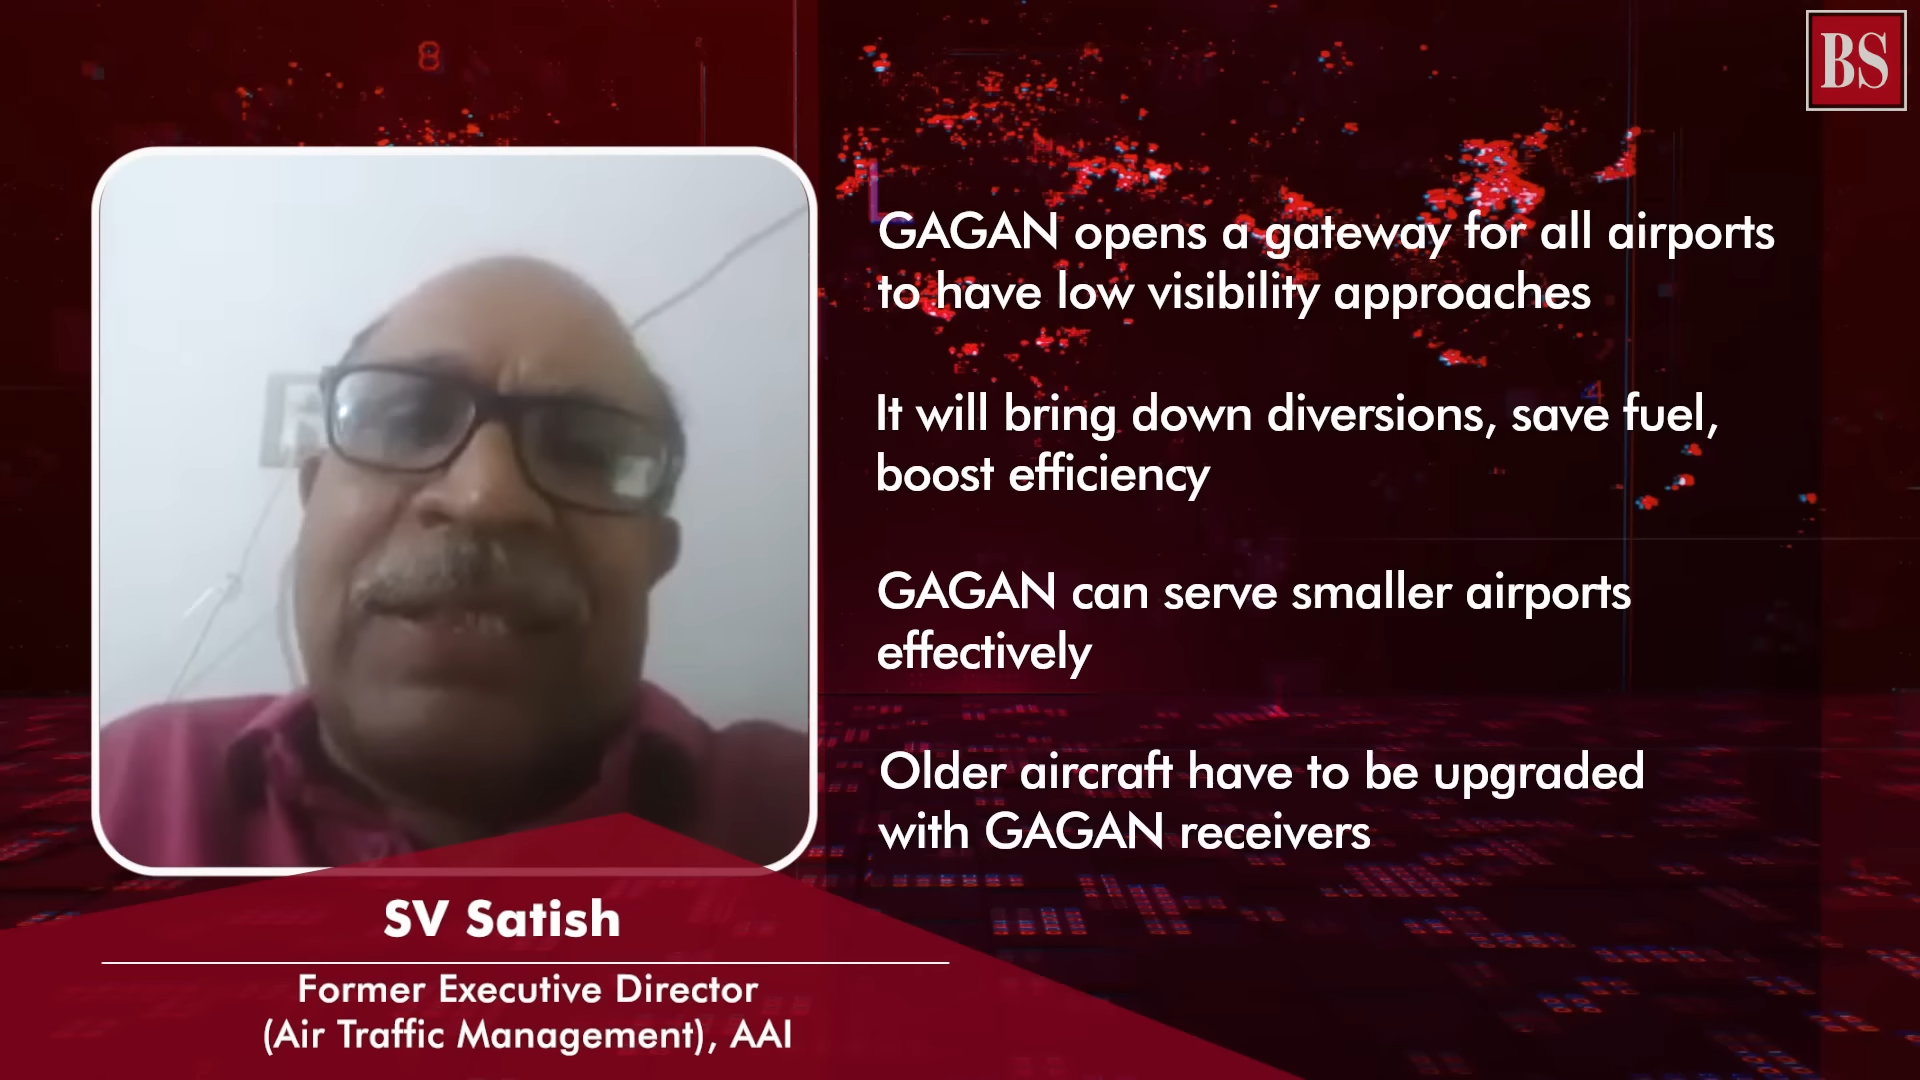 BS
GAGAN opens a gateway for all airports
to have low visibility approaches
It will bring down diversions, save fuel,
boost efficiency
GAGAN can serve smaller airports
effectively
Older aircraft have to be upgraded
with GAGAN receivers
SV Satish
Former Executive Director
(Air Traffic Management), AAI